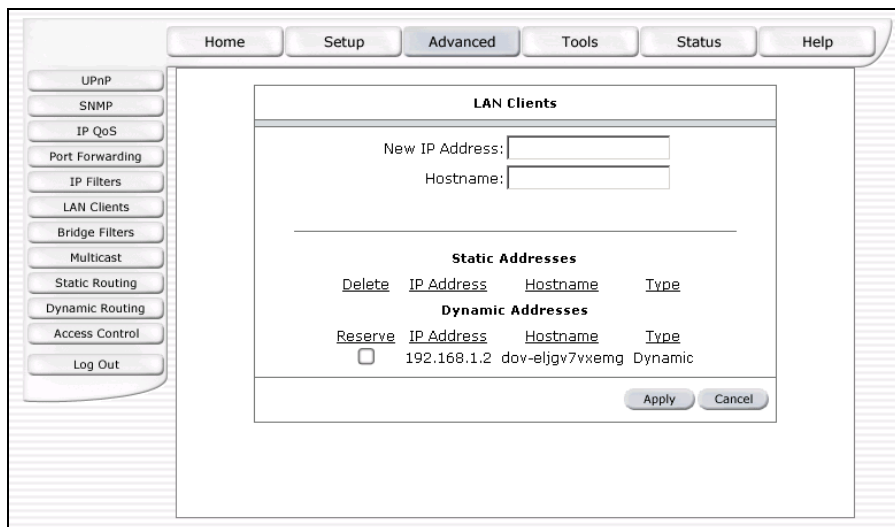 Home Setup Advanced Tools Status Help
UPnP
SNMP
IP QoS
Port Forwarding
IP Filters
LAN Clients
Bridge Filters
Multicast
Static Routing
Dynamic Routing
Access Control
Log Out
LAN Clients
New IP Address:
Hostname:
Static Addresses
Delete IP Address Hostname Type
Dynamic Addresses
Reserve IP Address Hostname Type
192.168.1.2 dov-eljgv7vxemg Dynamic
Apply Cancel